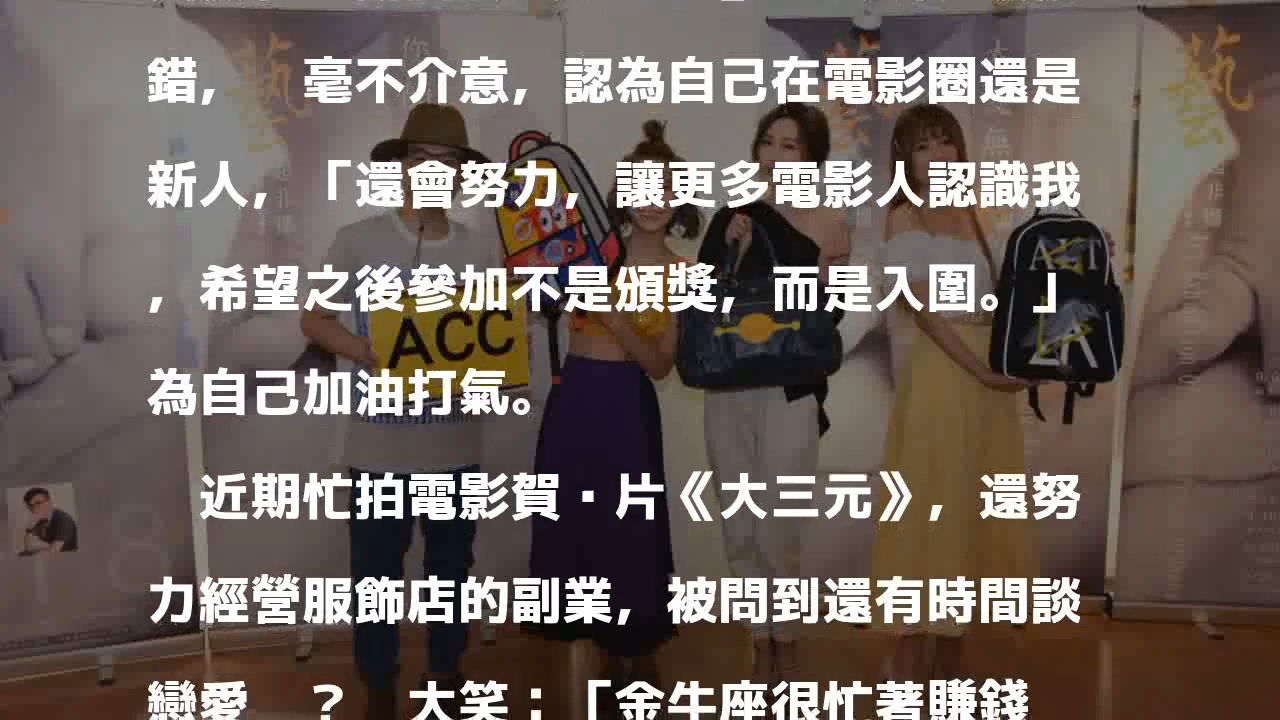 錯，　毫不介意，認為自己在電影圈還是
新人，「還會努力，讓更多電影人認識我
，希望之後參加不是頒獎，而是入圍。」
為自己加油打氣。
　近期忙拍電影賀·片《大三元》，還努
力經營服飾店的副業，被問到還有時間談
戀愛　？　大笑；「金牛座很忙著賺錢
藝
藝
ACC
ART